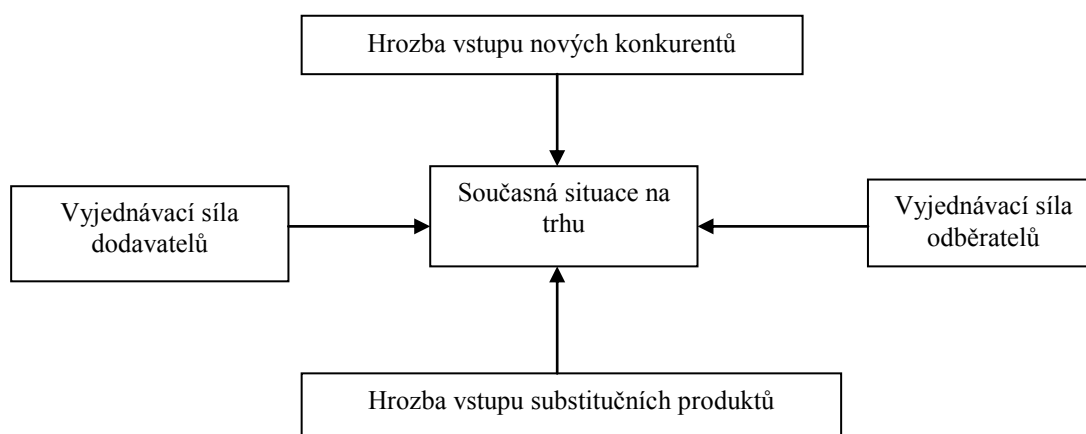 Hrozba vstupu nových konkurentů
Současná situace na
trhu
Vyjednávací síla
dodavatelů
Vyjednávací síla
odběratelů
Hrozba vstupu substitučních produktů